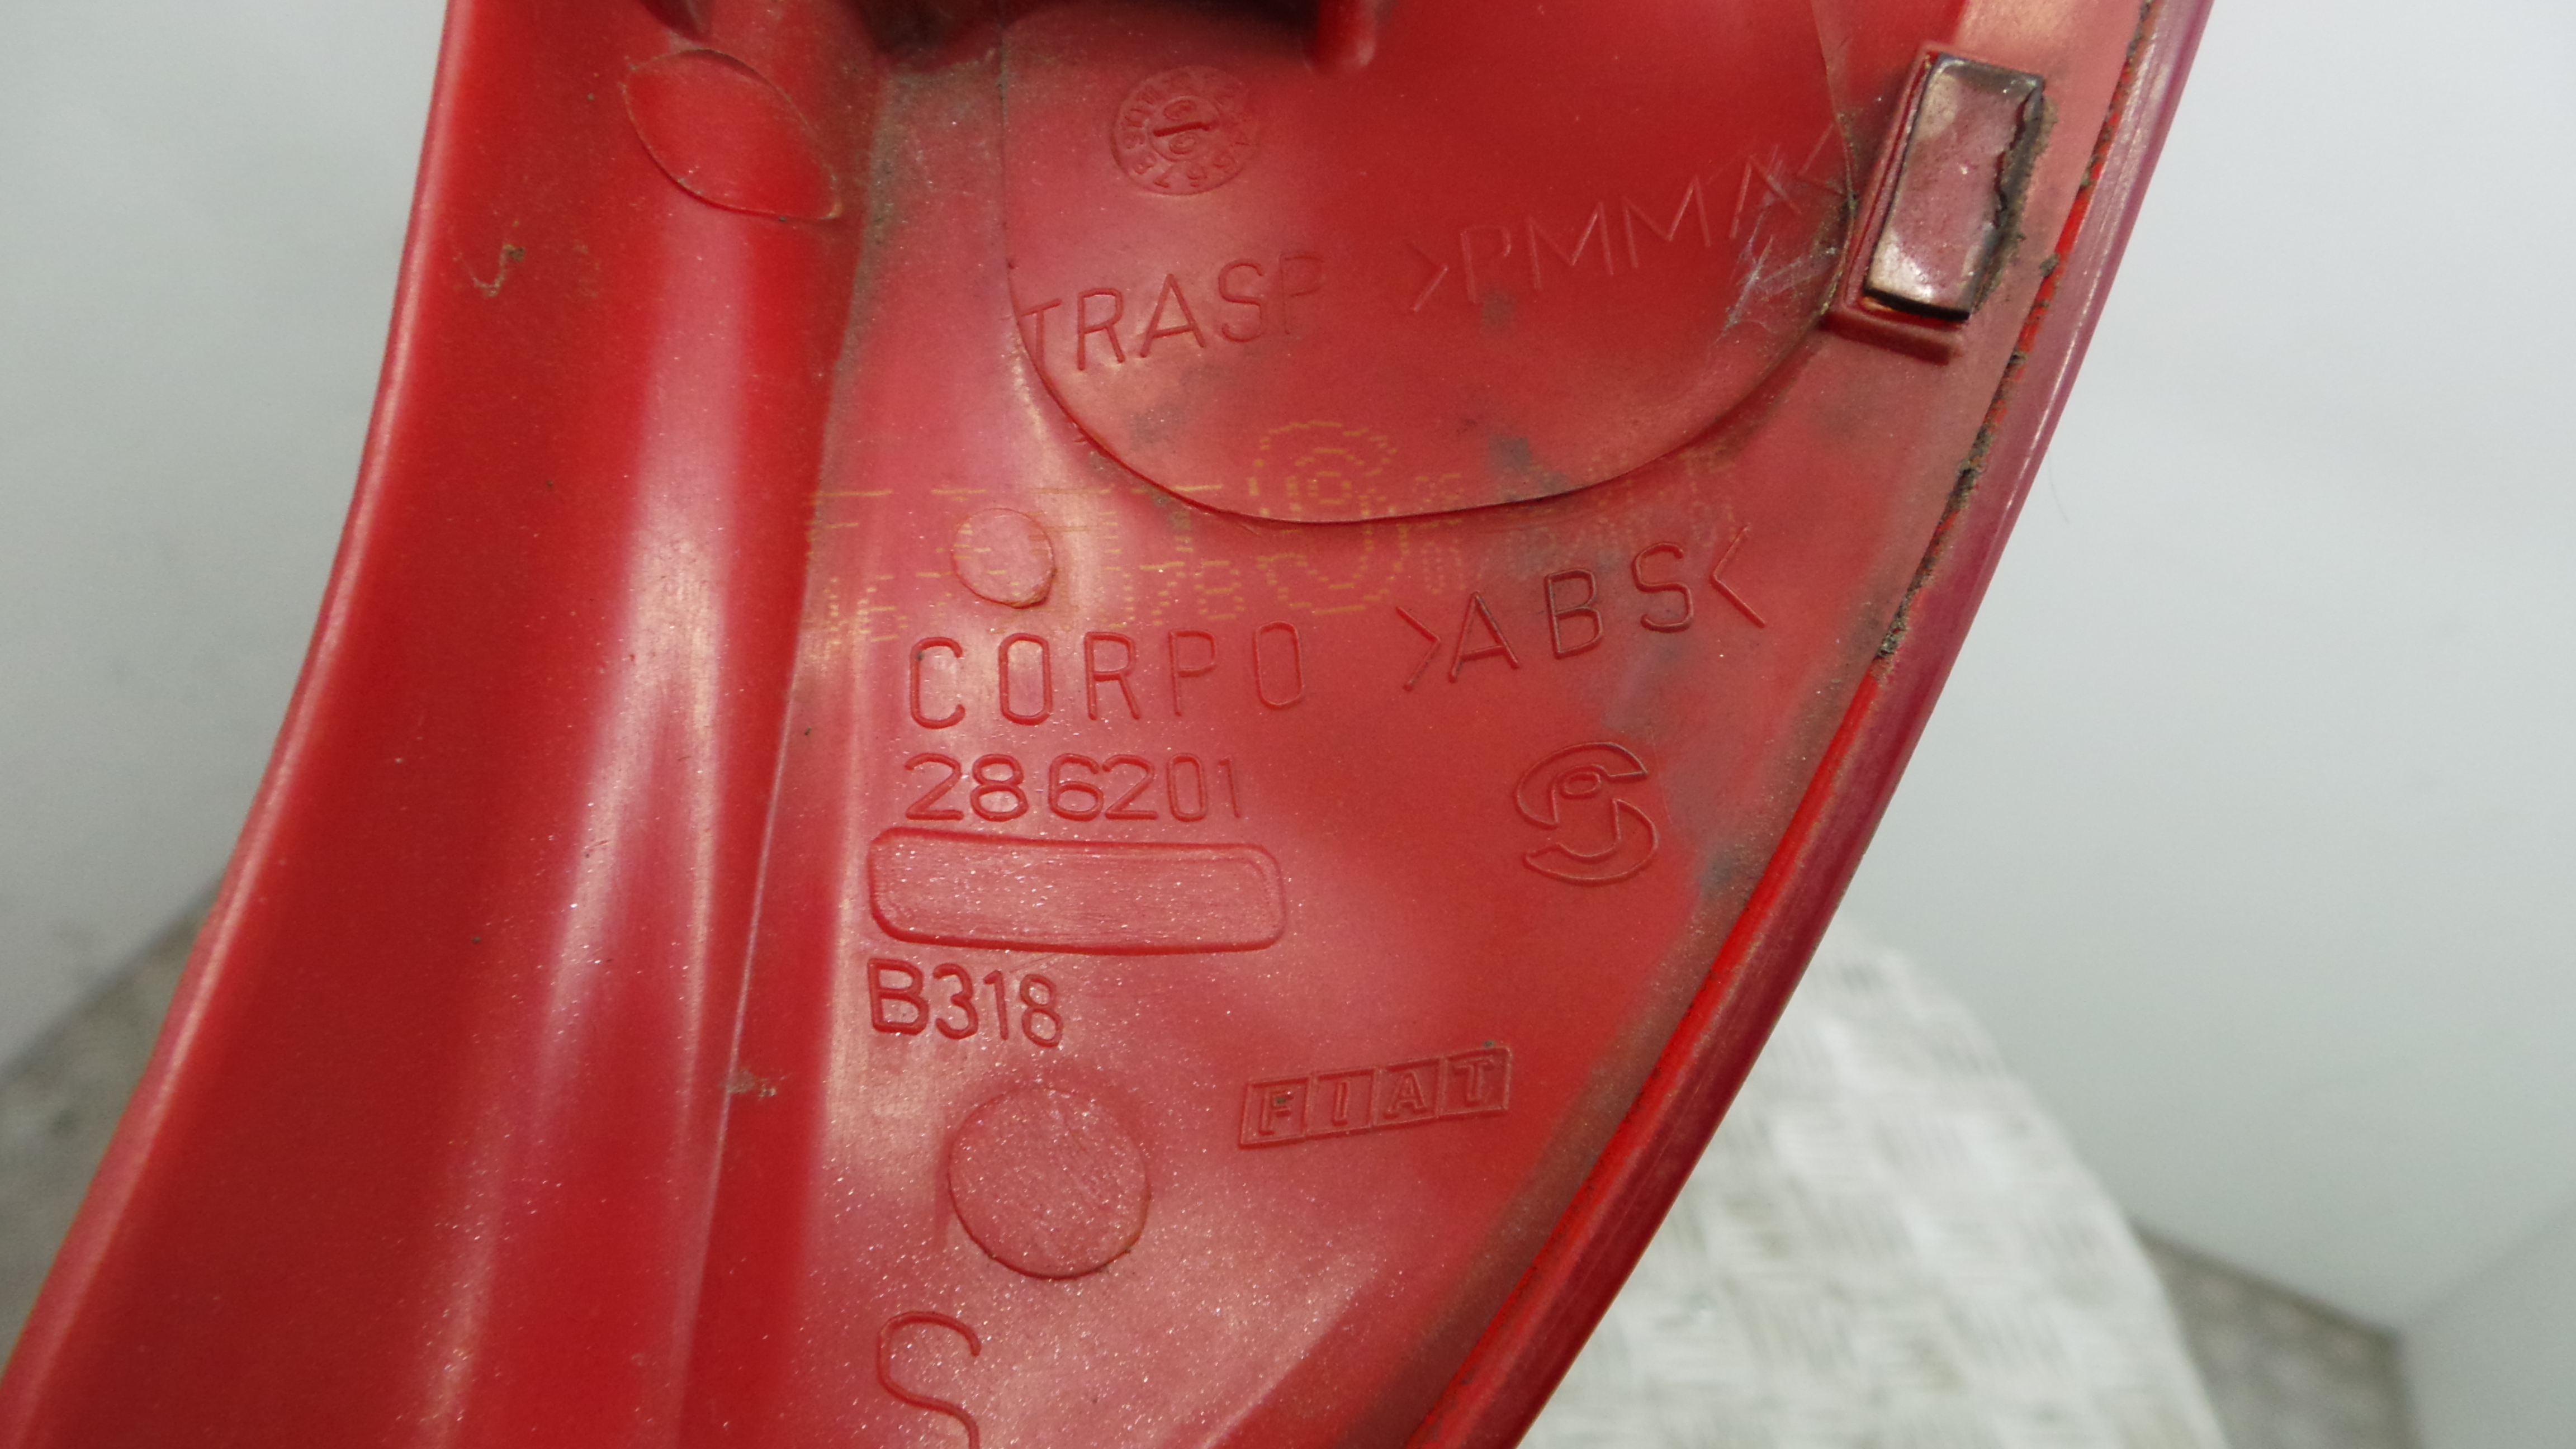 TRASP >PMMA<
CORPO >ABS<
286201
B318
FIAT
S